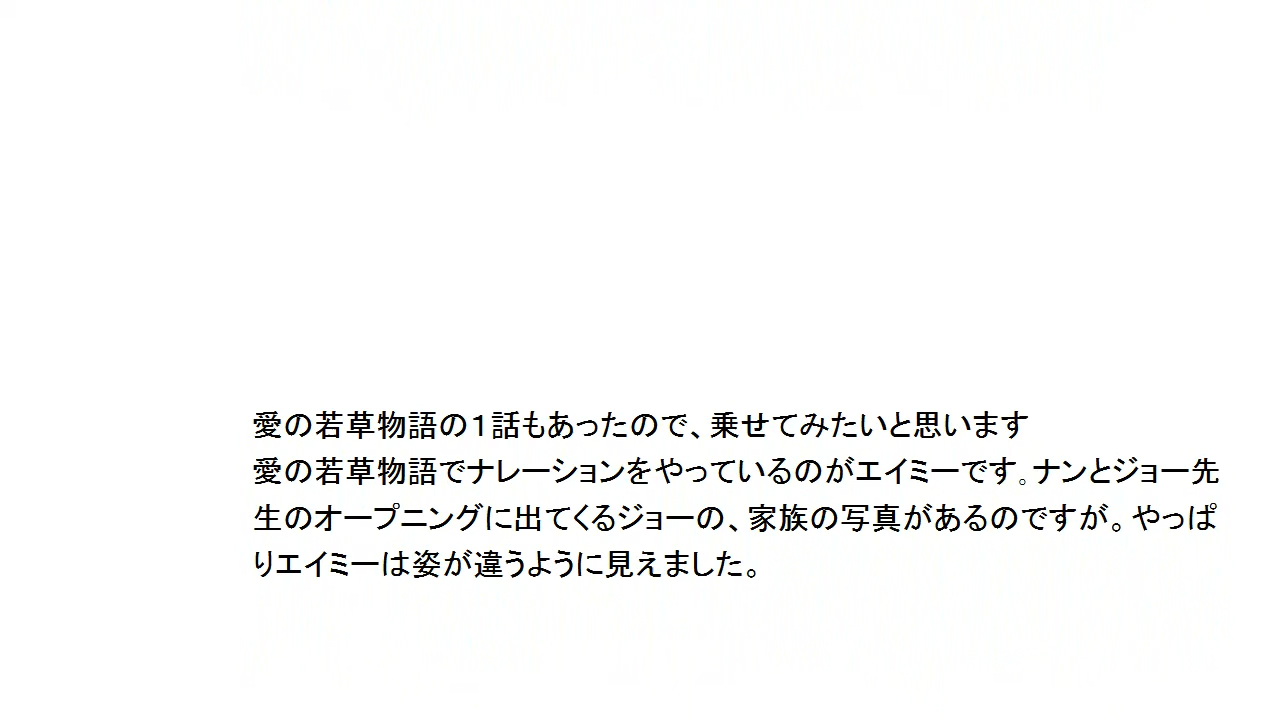 愛の若草物語の１話もあったので、乗せてみたいと思います
愛の若草物語でナレーションをやっているのがエイミーです。ナンとジョー先
生のオープニングに出てくるジョーの、家族の写真があるのですが。やっぱ
りエイミーは姿が違うように見えました。